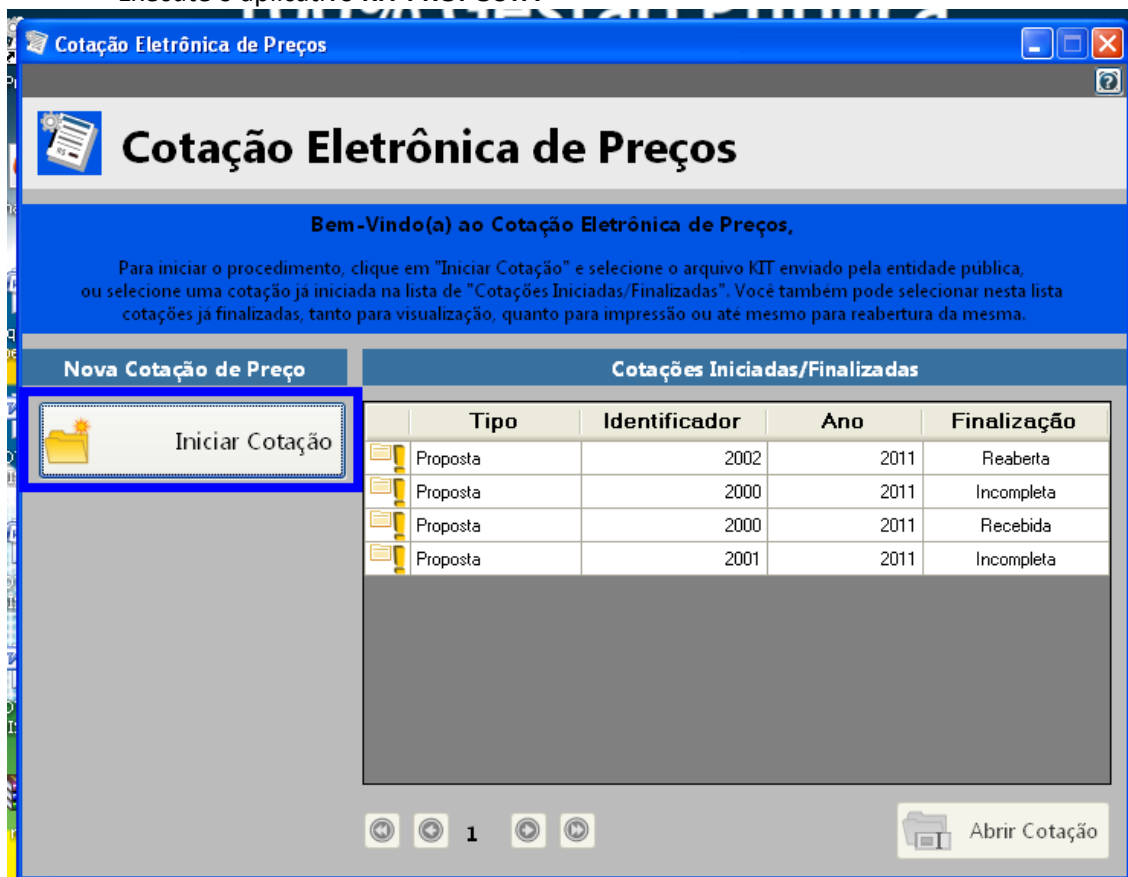 Cotação Eletrônica de Preços
Cotação Eletrônica de Preços
Bem-Vindo(a) ao Cotação Eletrônica de Preços,
Para iniciar o procedimento, clique em "Iniciar Cotação" e selecione o arquivo KIT enviado pela entidade pública,
ou selecione uma cotação já iniciada na lista de "Cotações Iniciadas/Finalizadas". Você também pode selecionar nesta lista
cotações já finalizadas, tanto para visualização, quanto para impressão ou até mesmo para reabertura da mesma.
Nova Cotação de Preço
Cotações Iniciadas/Finalizadas
Iniciar Cotação
Tipo Identificador Ano Finalização
Proposta 2002 2011 Reaberta
Proposta 2000 2011 Incompleta
Proposta 2000 2011 Recebida
Proposta 2001 2011 Incompleta
1
Abrir Cotação